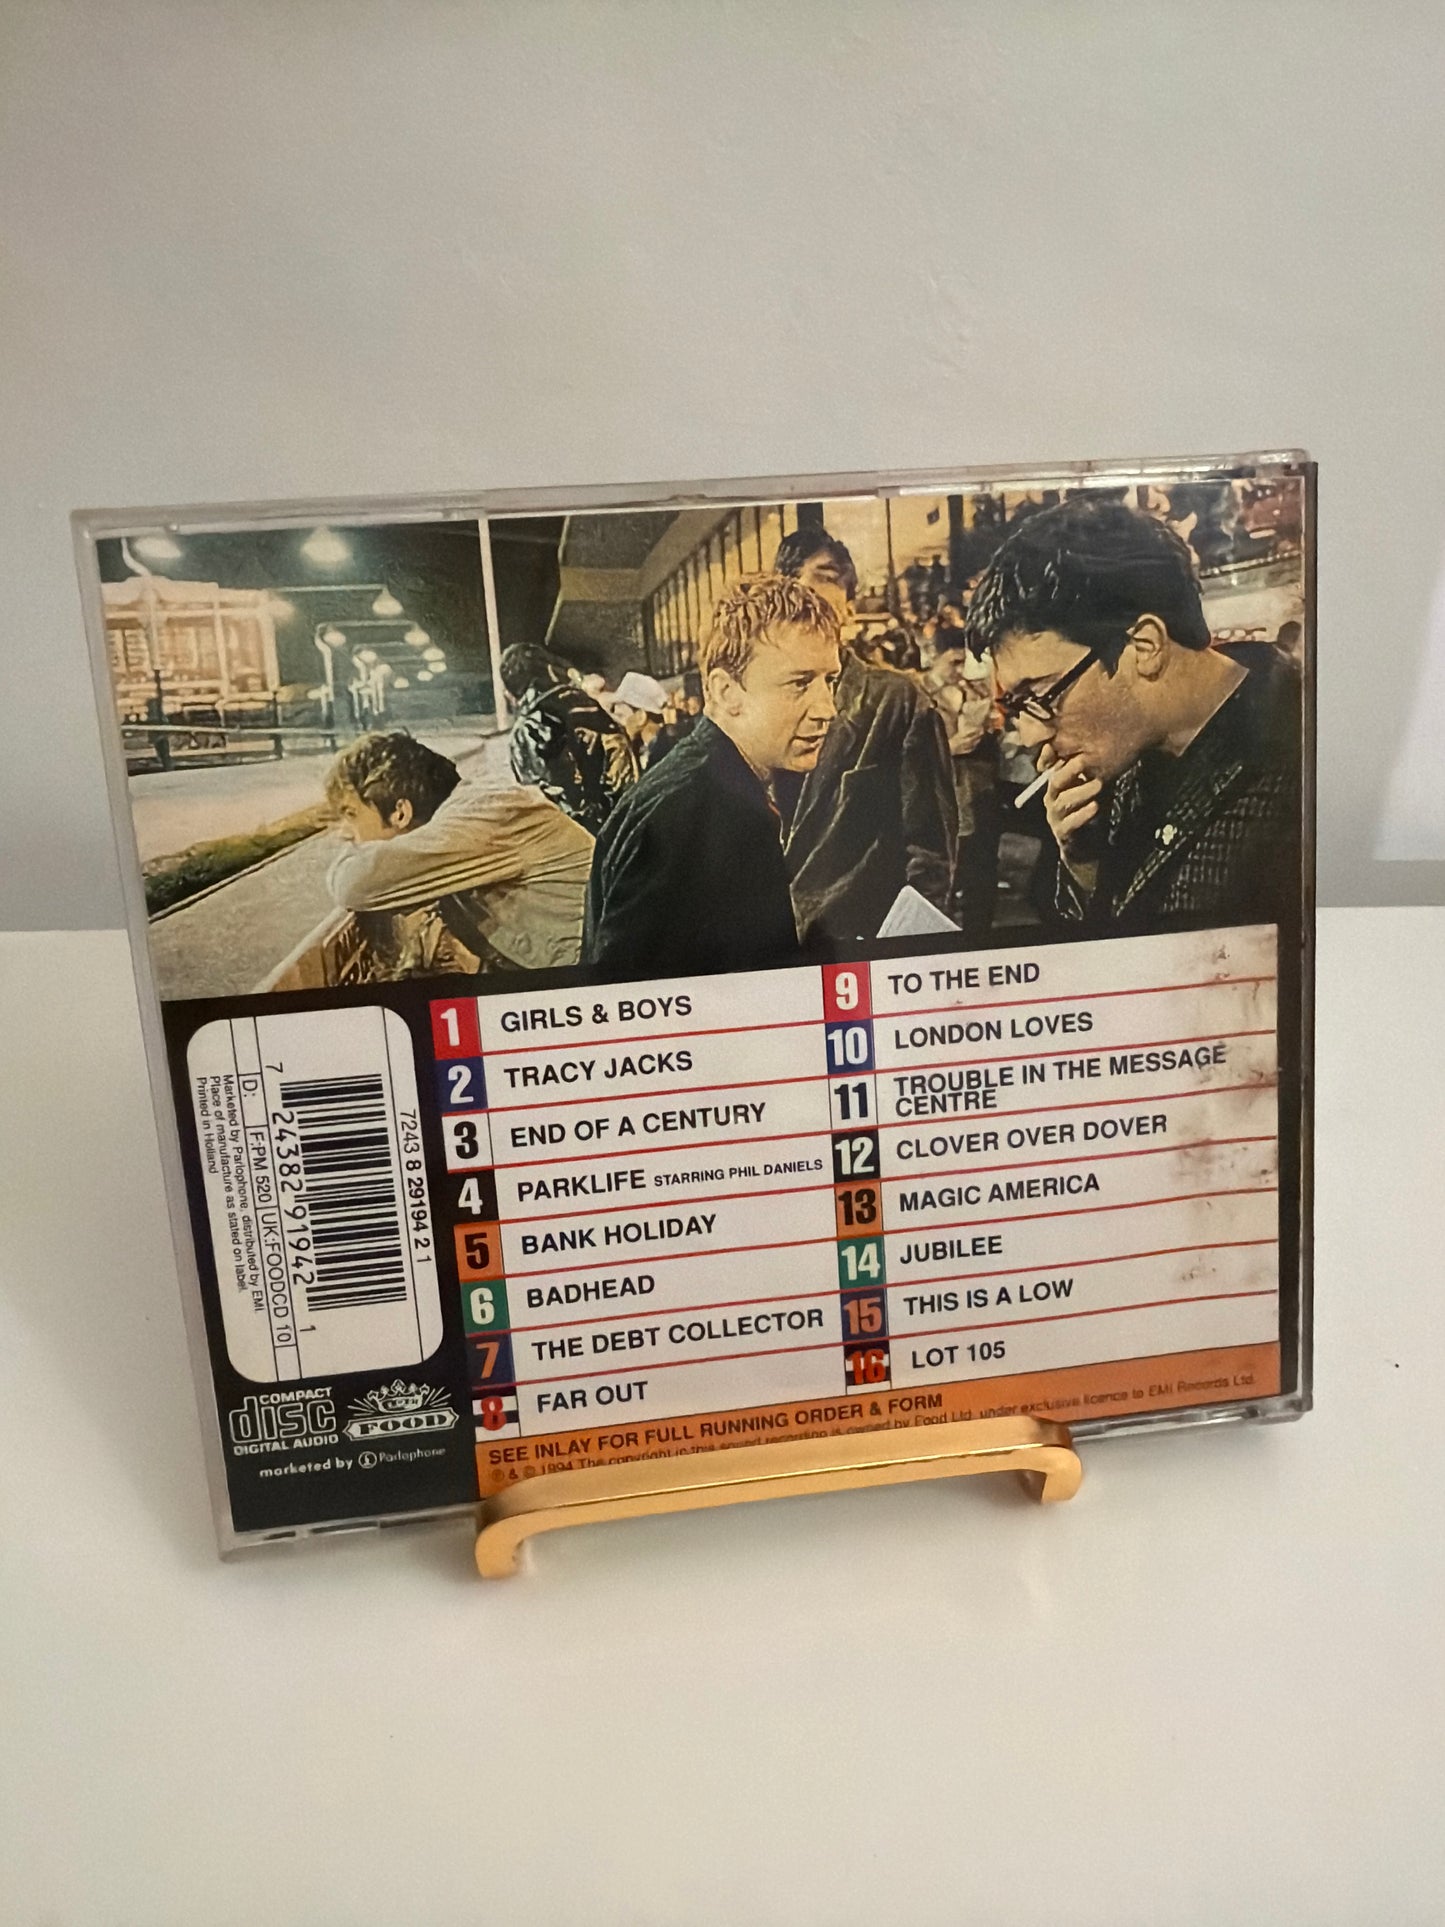 1 GIRLS & BOYS
2 TRACY JACKS
3 END OF A CENTURY
4 PARKLIFE STARRING PHIL DANIELS
5 BANK HOLIDAY
6 BADHEAD
7 THE DEBT COLLECTOR
8 FAR OUT
9 TO THE END
10 LONDON LOVES
11 TROUBLE IN THE MESSAGE
CENTRE
12 CLOVER OVER DOVER
13 MAGIC AMERICA
14 JUBILEE
15 THIS IS A LOW
16 LOT 105
SEE INLAY FOR FULL RUNNING ORDER & FORM
℗ & © 1994 The copyright in this sound recording is owned by Food Ltd. under exclusive licence to EMI Records Ltd.
7243 8 29194 2 1
7 24382 91942 1
D: F:PM 520 UK:FOODCD 10
Marketed by Parlophone, distributed by EMI.
Place of manufacture as stated on label.
Printed in Holland
COMPACT
disc
DIGITAL AUDIO
FOOD
marketed by Parlophone